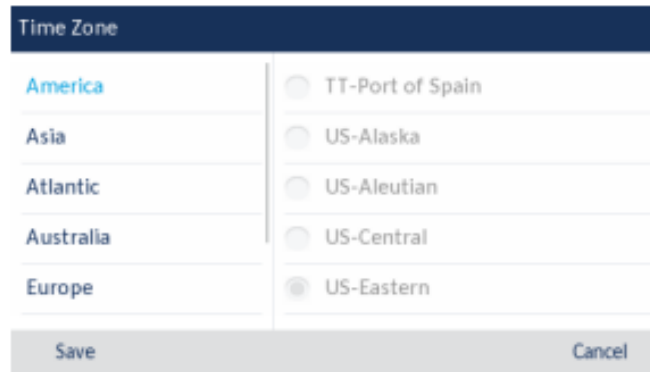 Time Zone
America
TT-Port of Spain
Asia
US-Alaska
Atlantic
US-Aleutian
Australia
US-Central
Europe
US-Eastern
Save
Cancel